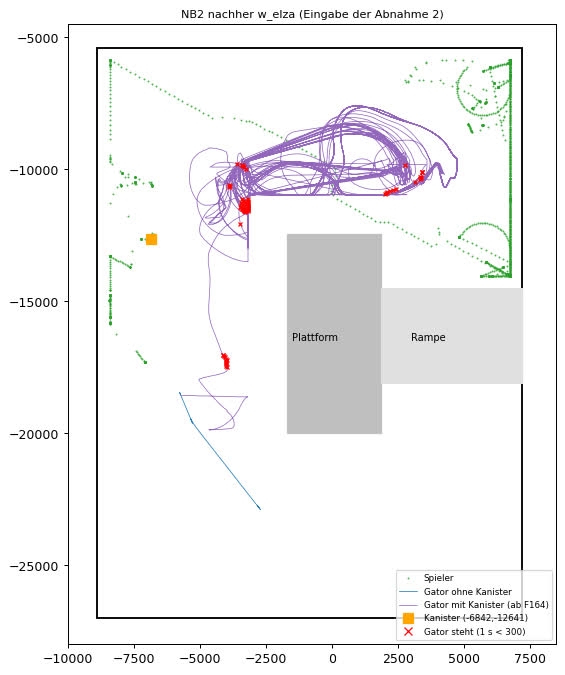 NB2 nachher w_elza (Eingabe der Abnahme 2)
−5000
−10000
−15000
−20000
−25000
Plattform
Rampe
Spieler
Gator ohne Kanister
Gator mit Kanister (ab F164)
Kanister (-6842,-12641)
Gator steht (1 s < 300)
−10000
−7500
−5000
−2500
0
2500
5000
7500